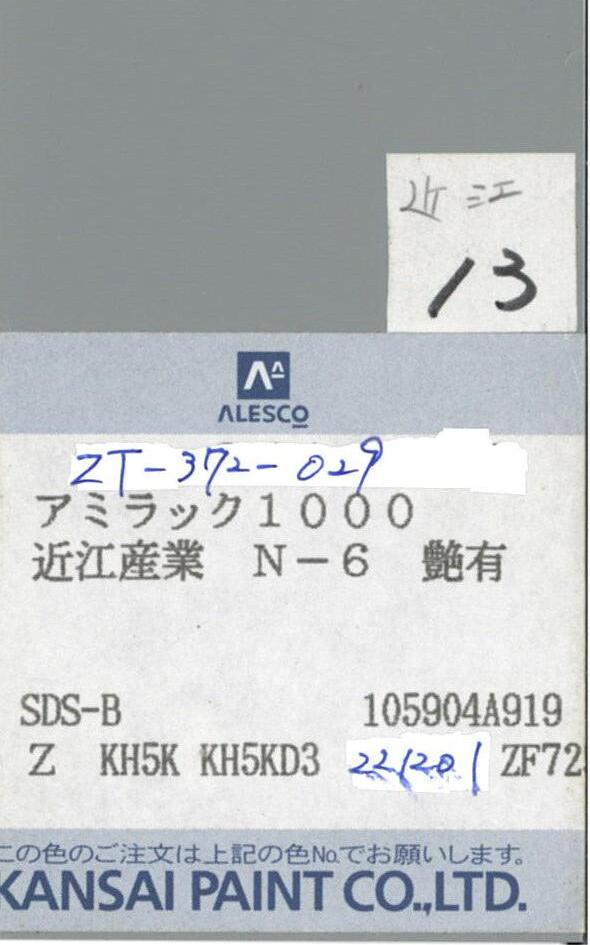 近江
13
ALESCO
ZT-372-029
アミラック1000
近江産業 N-6 艶有
SDS-B 105904A919
Z KH5K KH5KD3 221201 ZF72
この色のご注文は上記の色No.でお願いします。
KANSAI PAINT CO.,LTD.